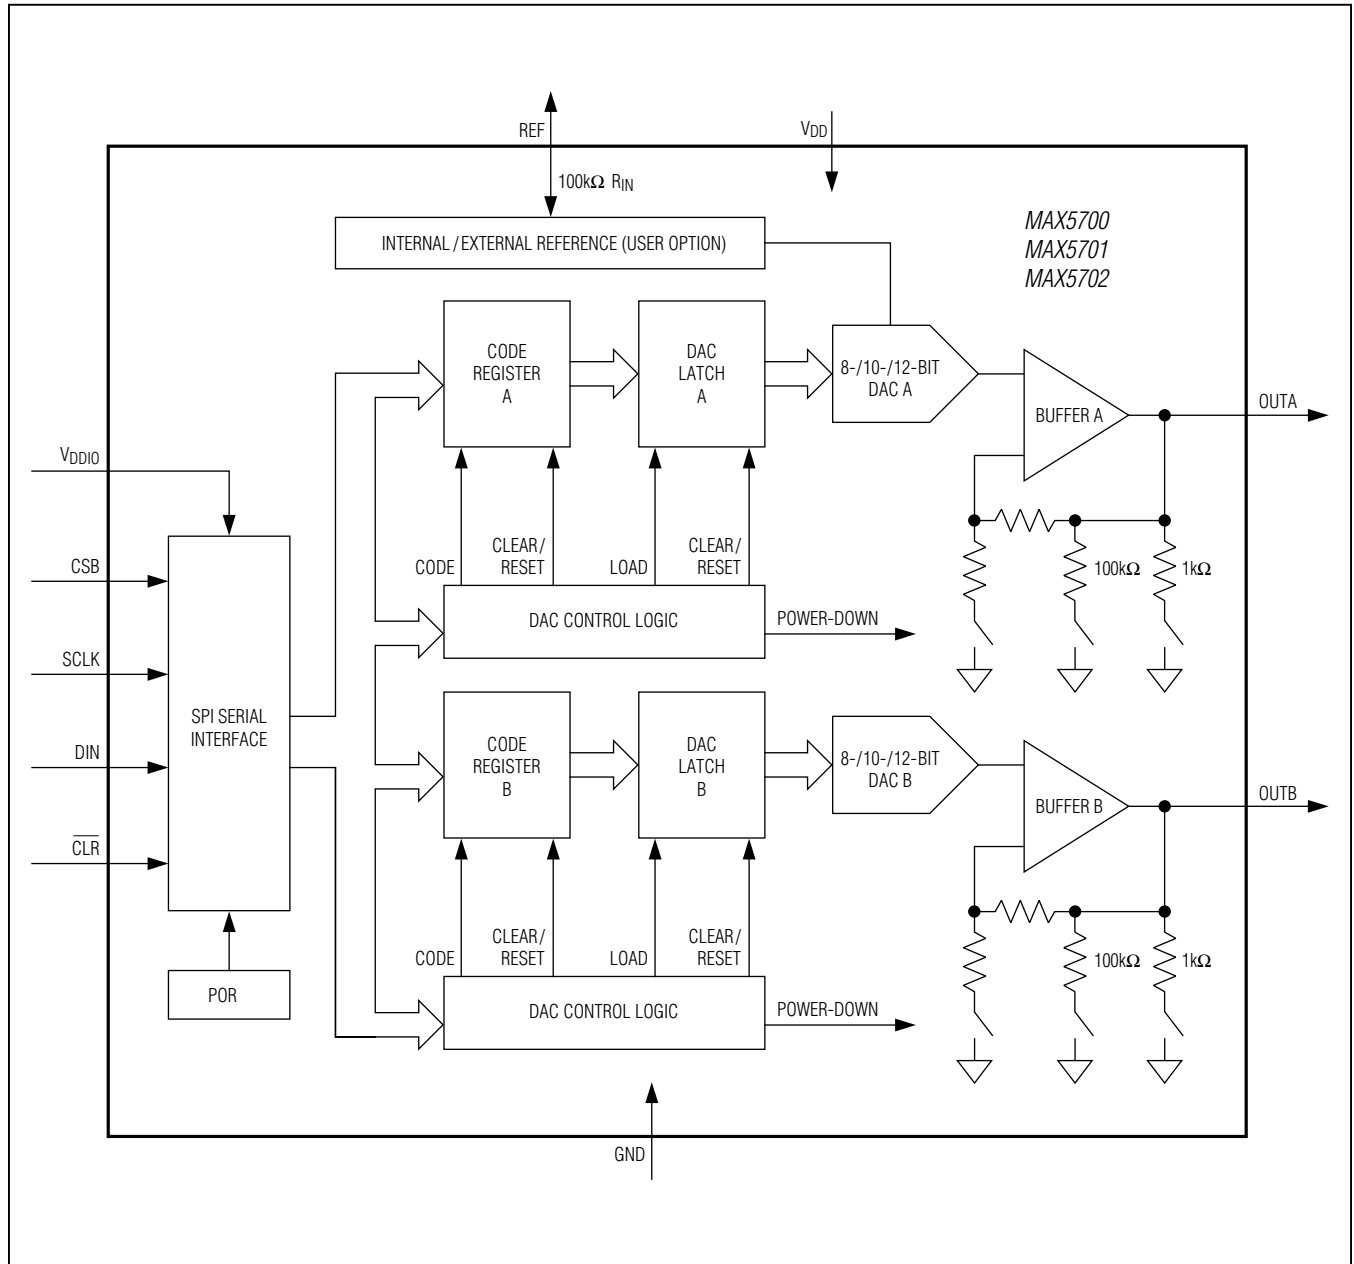 REF
V_DD
100kΩ R_IN
INTERNAL/EXTERNAL REFERENCE (USER OPTION)
MAX5700
MAX5701
MAX5702
CODE
REGISTER
A
DAC
LATCH
A
8-/10-/12-BIT
DAC A
BUFFER A
OUTA
V_DDIO
CSB
SCLK
DIN
CLR
SPI SERIAL
INTERFACE
POR
CODE
CLEAR/
RESET
LOAD
CLEAR/
RESET
100kΩ
1kΩ
DAC CONTROL LOGIC
POWER-DOWN
CODE
REGISTER
B
DAC
LATCH
B
8-/10-/12-BIT
DAC B
BUFFER B
OUTB
CODE
CLEAR/
RESET
LOAD
CLEAR/
RESET
100kΩ
1kΩ
DAC CONTROL LOGIC
POWER-DOWN
GND